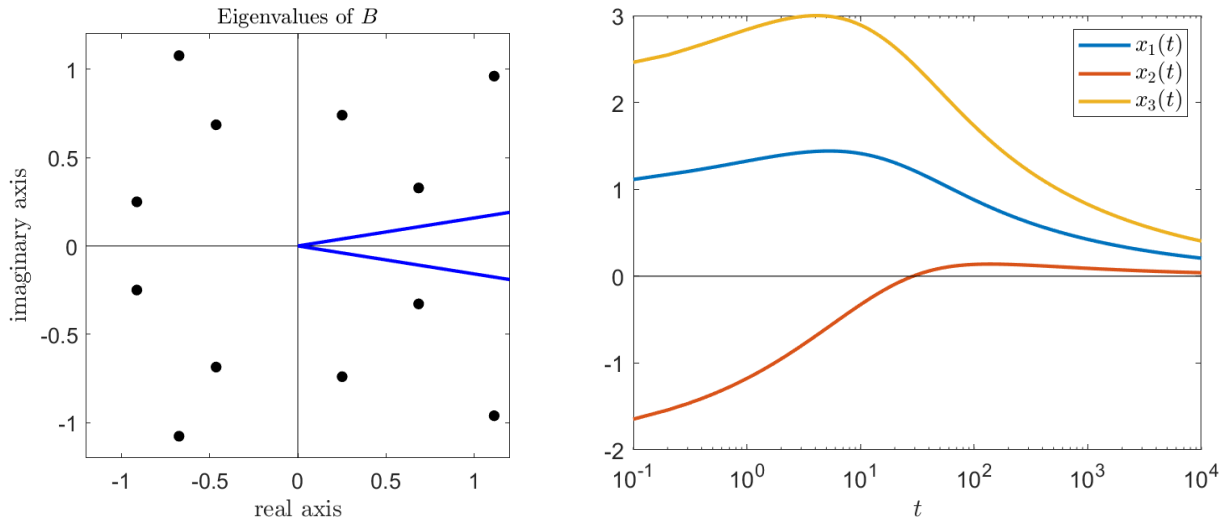 Eigenvalues of B
1
0.5
0
-0.5
-1
imaginary axis
-1 -0.5 0 0.5 1
real axis
3
2
1
0
-1
-2
x₁(t)
x₂(t)
x₃(t)
10⁻¹ 10⁰ 10¹ 10² 10³ 10⁴
t